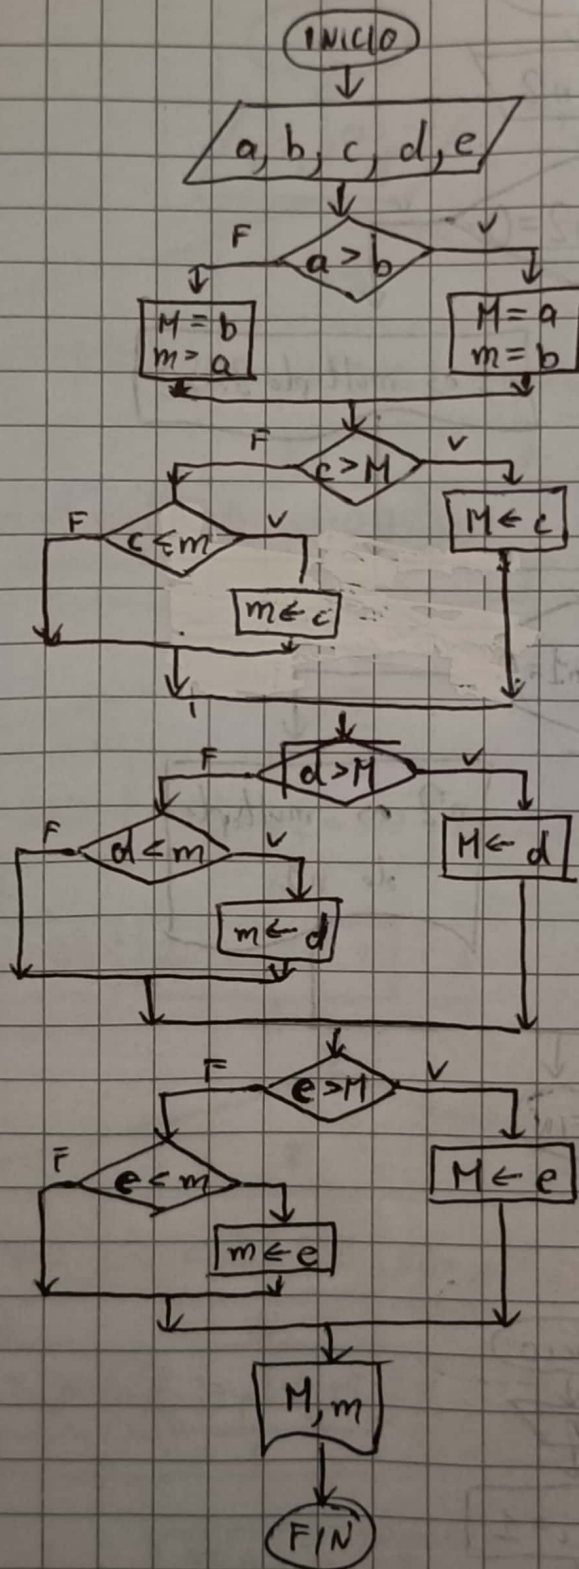 INICIO
a, b, c, d, e
F a > b V
M = b
m = a
M = a
m = b
F c > M V
M ← c
F c < m V
m ← c
F d > M V
M ← d
F d < m V
m ← d
F e > M V
M ← e
F e < m
m ← e
M, m
FIN